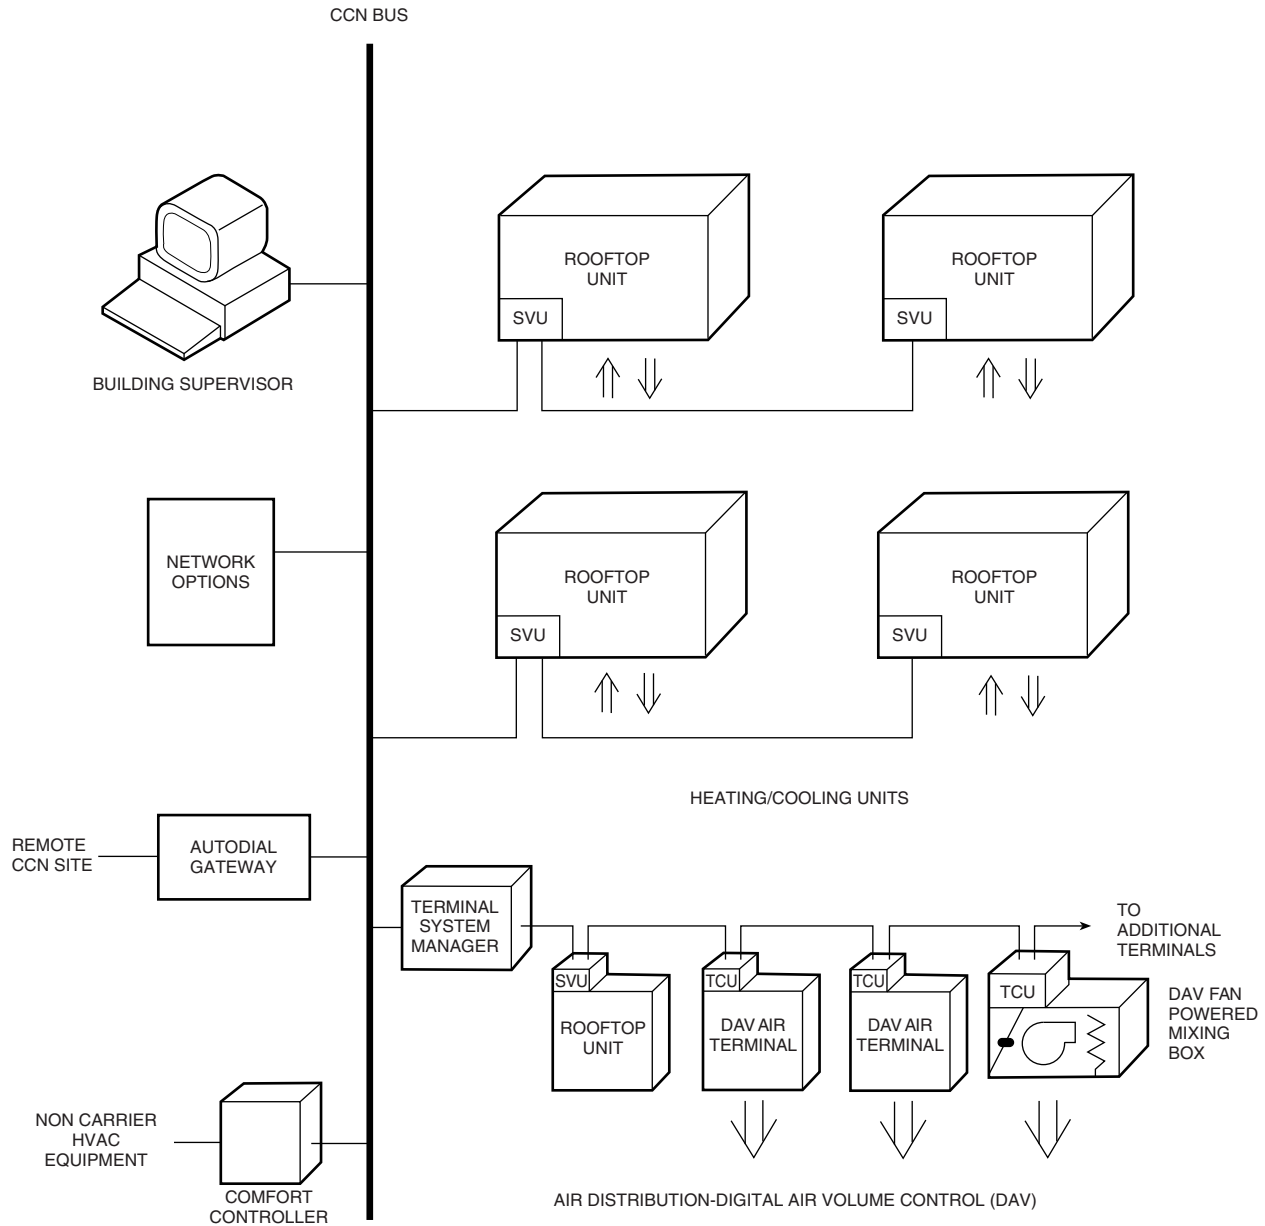 CCN BUS
ROOFTOP
UNIT
SVU
ROOFTOP
UNIT
SVU
BUILDING SUPERVISOR
NETWORK
OPTIONS
ROOFTOP
UNIT
SVU
ROOFTOP
UNIT
SVU
HEATING/COOLING UNITS
REMOTE
CCN SITE
AUTODIAL
GATEWAY
TERMINAL
SYSTEM
MANAGER
SVU
ROOFTOP
UNIT
TCU
DAV AIR
TERMINAL
TCU
DAV AIR
TERMINAL
TCU
TO
ADDITIONAL
TERMINALS
DAV FAN
POWERED
MIXING
BOX
NON CARRIER
HVAC
EQUIPMENT
COMFORT
CONTROLLER
AIR DISTRIBUTION-DIGITAL AIR VOLUME CONTROL (DAV)